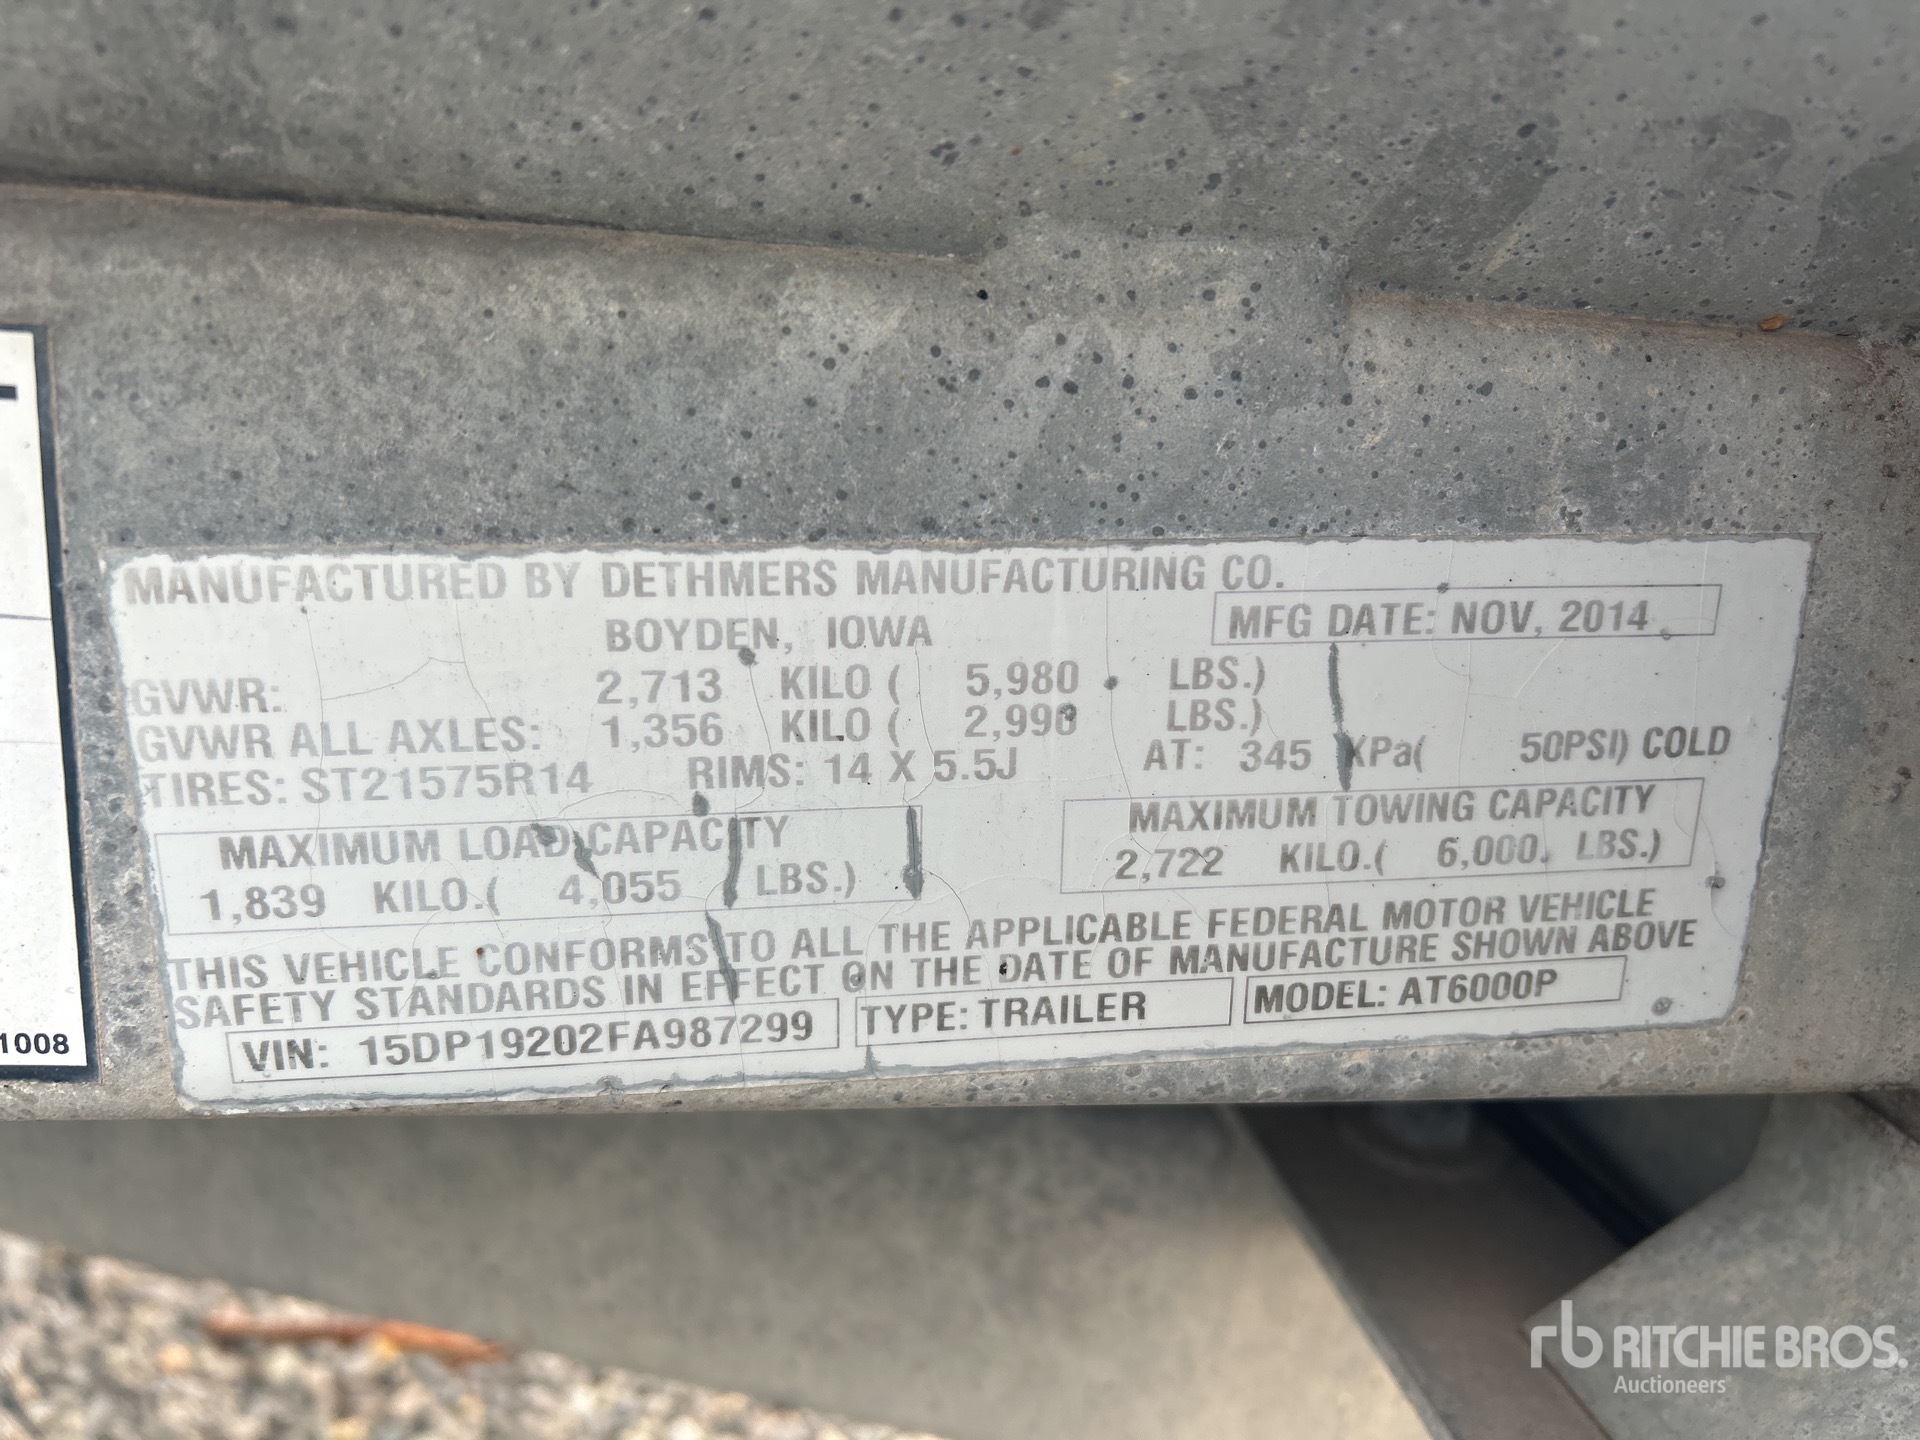 MANUFACTURED BY DETHMERS MANUFACTURING CO.
BOYDEN, IOWA
MFG DATE: NOV, 2014
GVWR: 2,713 KILO ( 5,980 LBS.)
GVWR ALL AXLES: 1,356 KILO ( 2,990 LBS.)
TIRES: ST21575R14 RIMS: 14 X 5.5J AT: 345 KPa( 50PSI) COLD
MAXIMUM LOAD CAPACITY
1,839 KILO.( 4,055 LBS.)
MAXIMUM TOWING CAPACITY
2,722 KILO.( 6,000. LBS.)
THIS VEHICLE CONFORMS TO ALL THE APPLICABLE FEDERAL MOTOR VEHICLE
SAFETY STANDARDS IN EFFECT ON THE DATE OF MANUFACTURE SHOWN ABOVE
VIN: 15DP19202FA987299 TYPE: TRAILER MODEL: AT6000P
1008
rb RITCHIE BROS.
Auctioneers